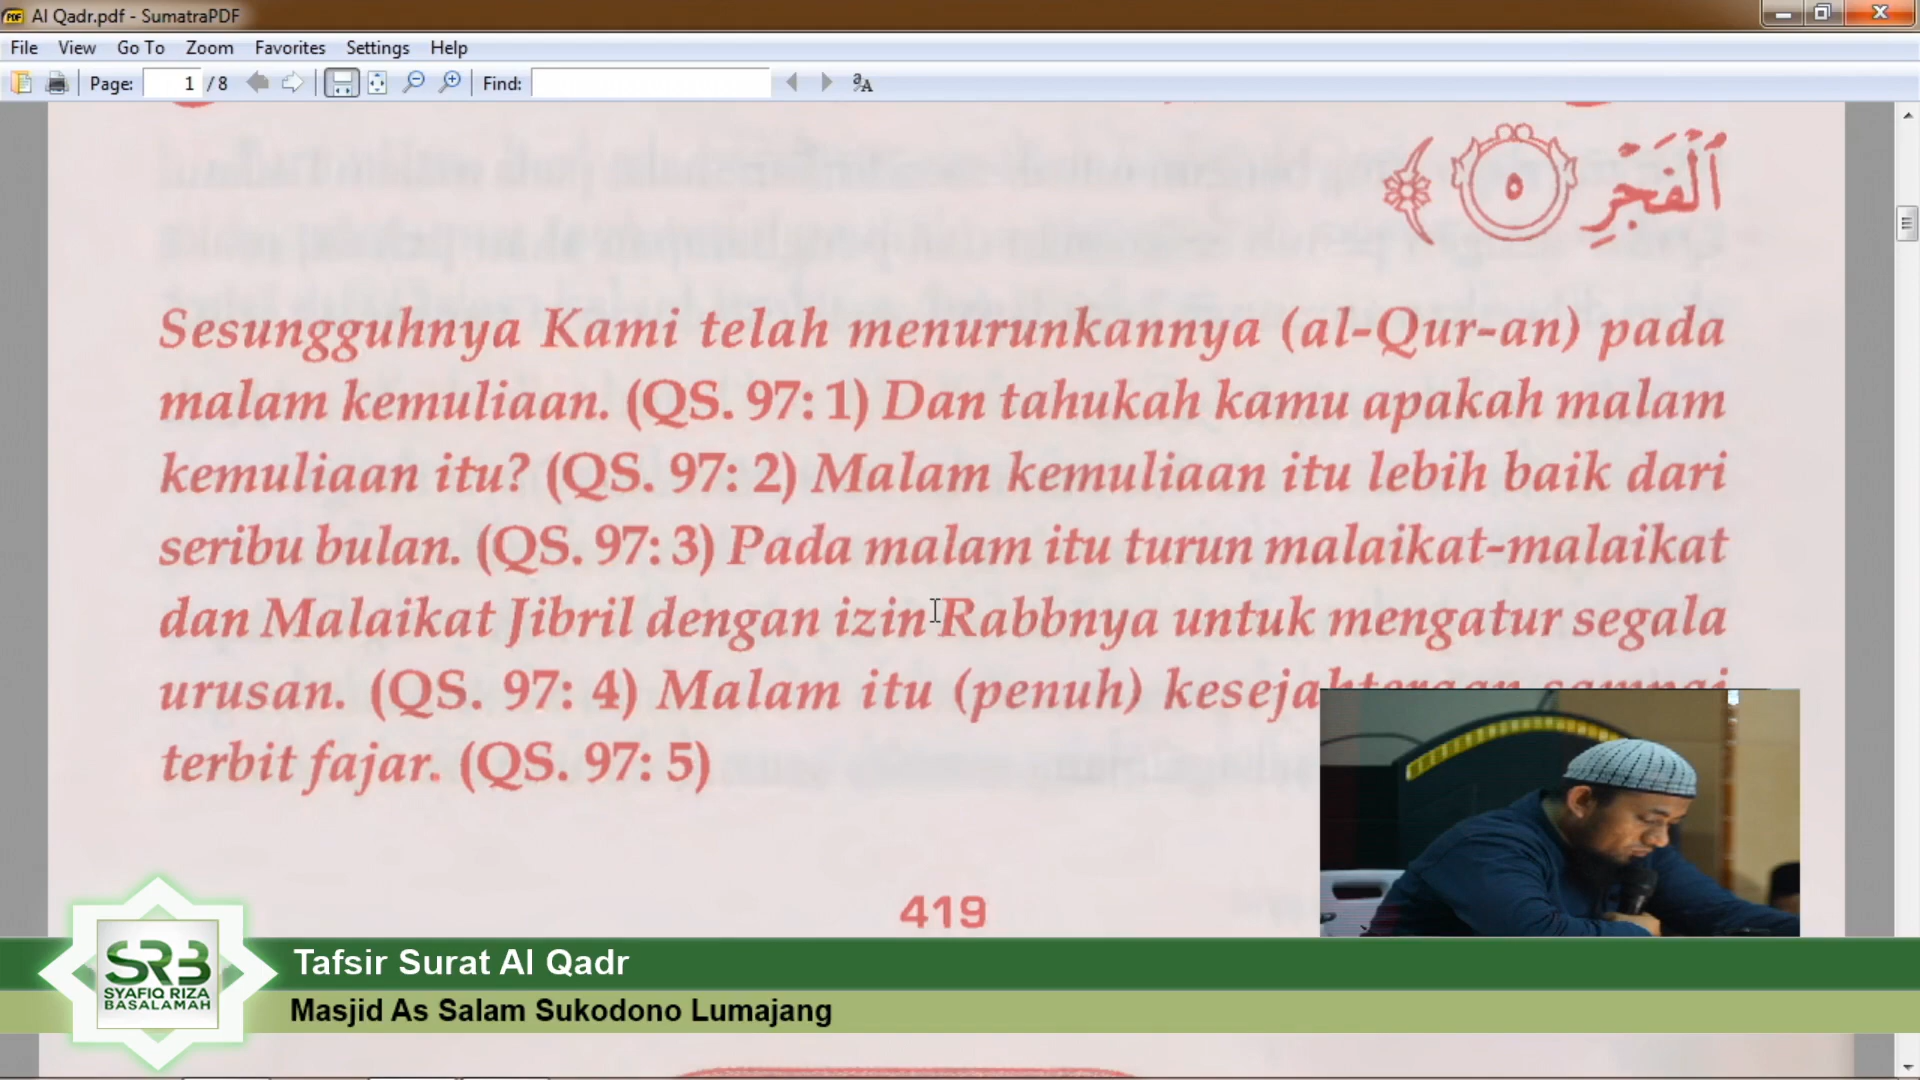 Al Qadr.pdf - SumatraPDF
File View Go To Zoom Favorites Settings Help
Page: 1 / 8 Find:
ٱلْفَجْرِ ٥
Sesungguhnya Kami telah menurunkannya (al-Qur-an) pada
malam kemuliaan. (QS. 97: 1) Dan tahukah kamu apakah malam
kemuliaan itu? (QS. 97: 2) Malam kemuliaan itu lebih baik dari
seribu bulan. (QS. 97: 3) Pada malam itu turun malaikat-malaikat
dan Malaikat Jibril dengan izin Rabbnya untuk mengatur segala
urusan. (QS. 97: 4) Malam itu (penuh) kesejahteraan sampai
terbit fajar. (QS. 97: 5)
419
SRB
SYAFIQ RIZA
BASALAMAH
Tafsir Surat Al Qadr
Masjid As Salam Sukodono Lumajang